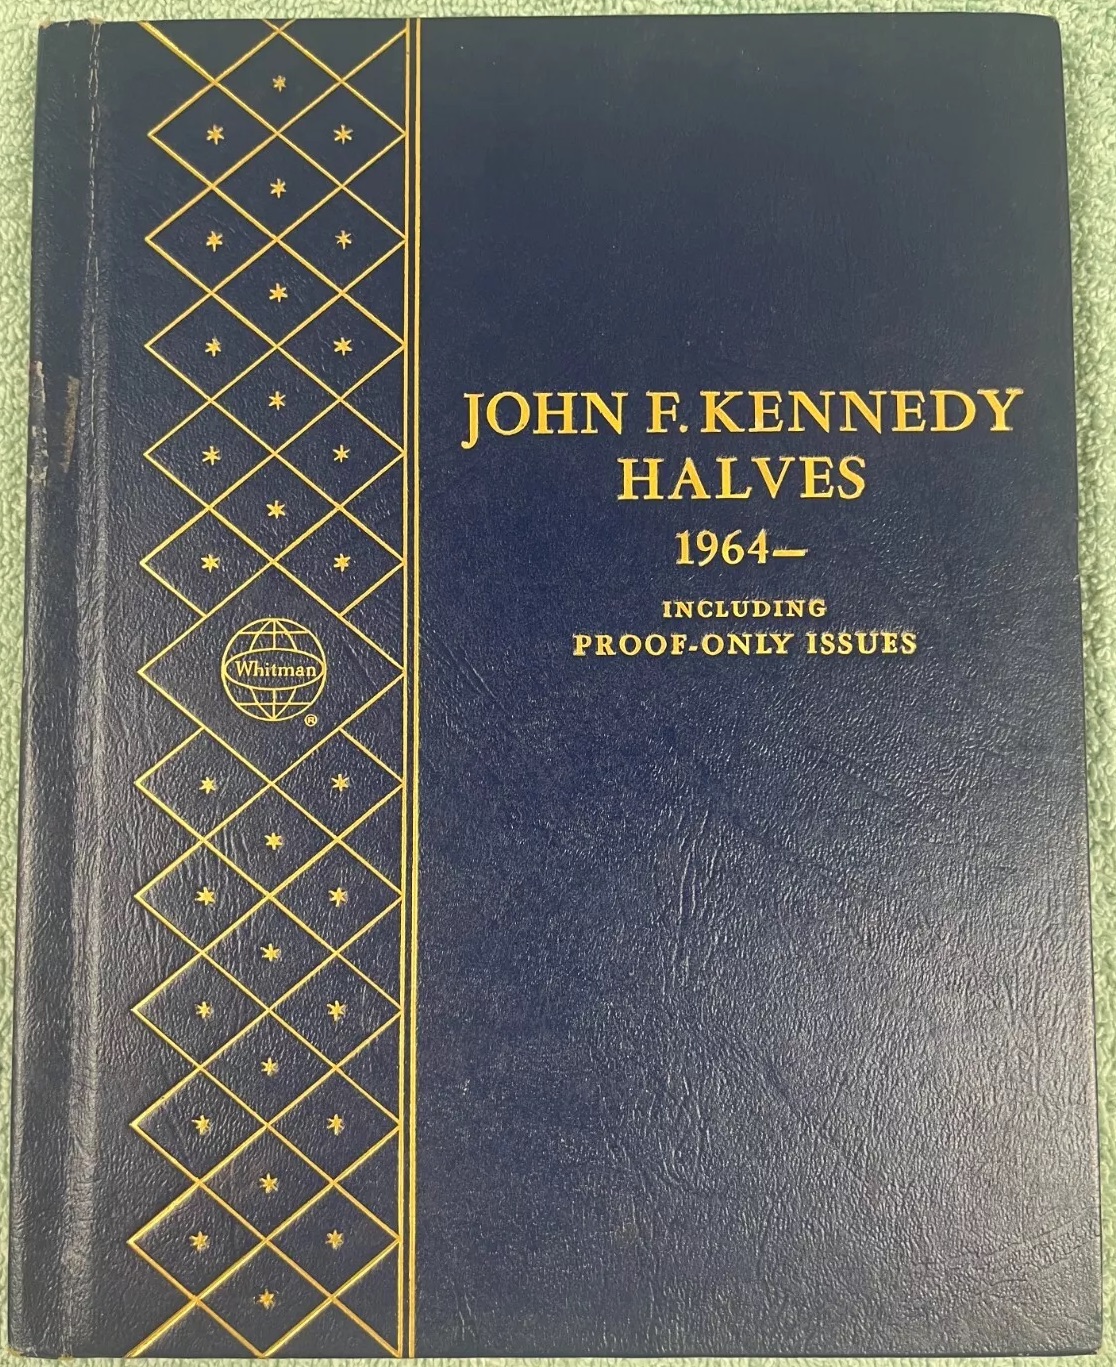 JOHN F. KENNEDY
HALVES
1964—
INCLUDING
PROOF-ONLY ISSUES
Whitman
®